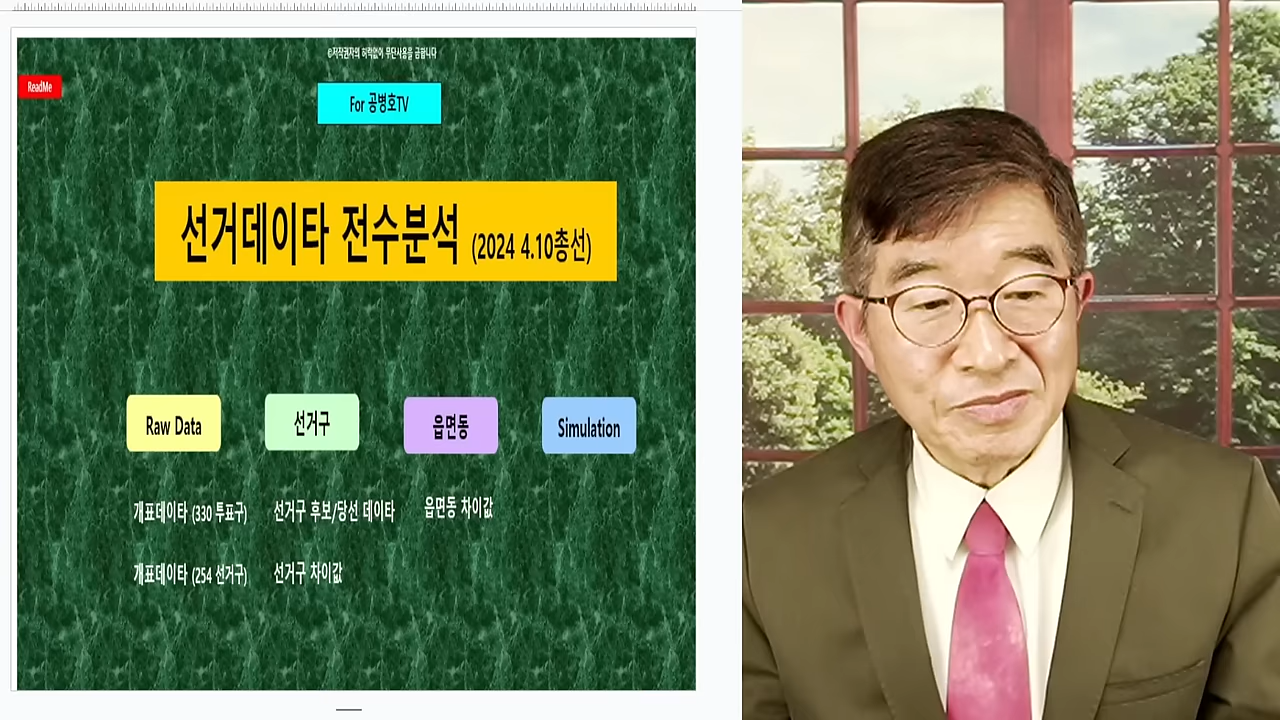 ©저작권자의 허락없이 무단사용을 금합니다
ReadMe
For 공병호TV
선거데이타 전수분석 (2024 4.10총선)
Raw Data
선거구
읍면동
Simulation
개표데이타 (330 투표구)
선거구 후보/당선 데이타
읍면동 차이값
개표데이타 (254 선거구)
선거구 차이값